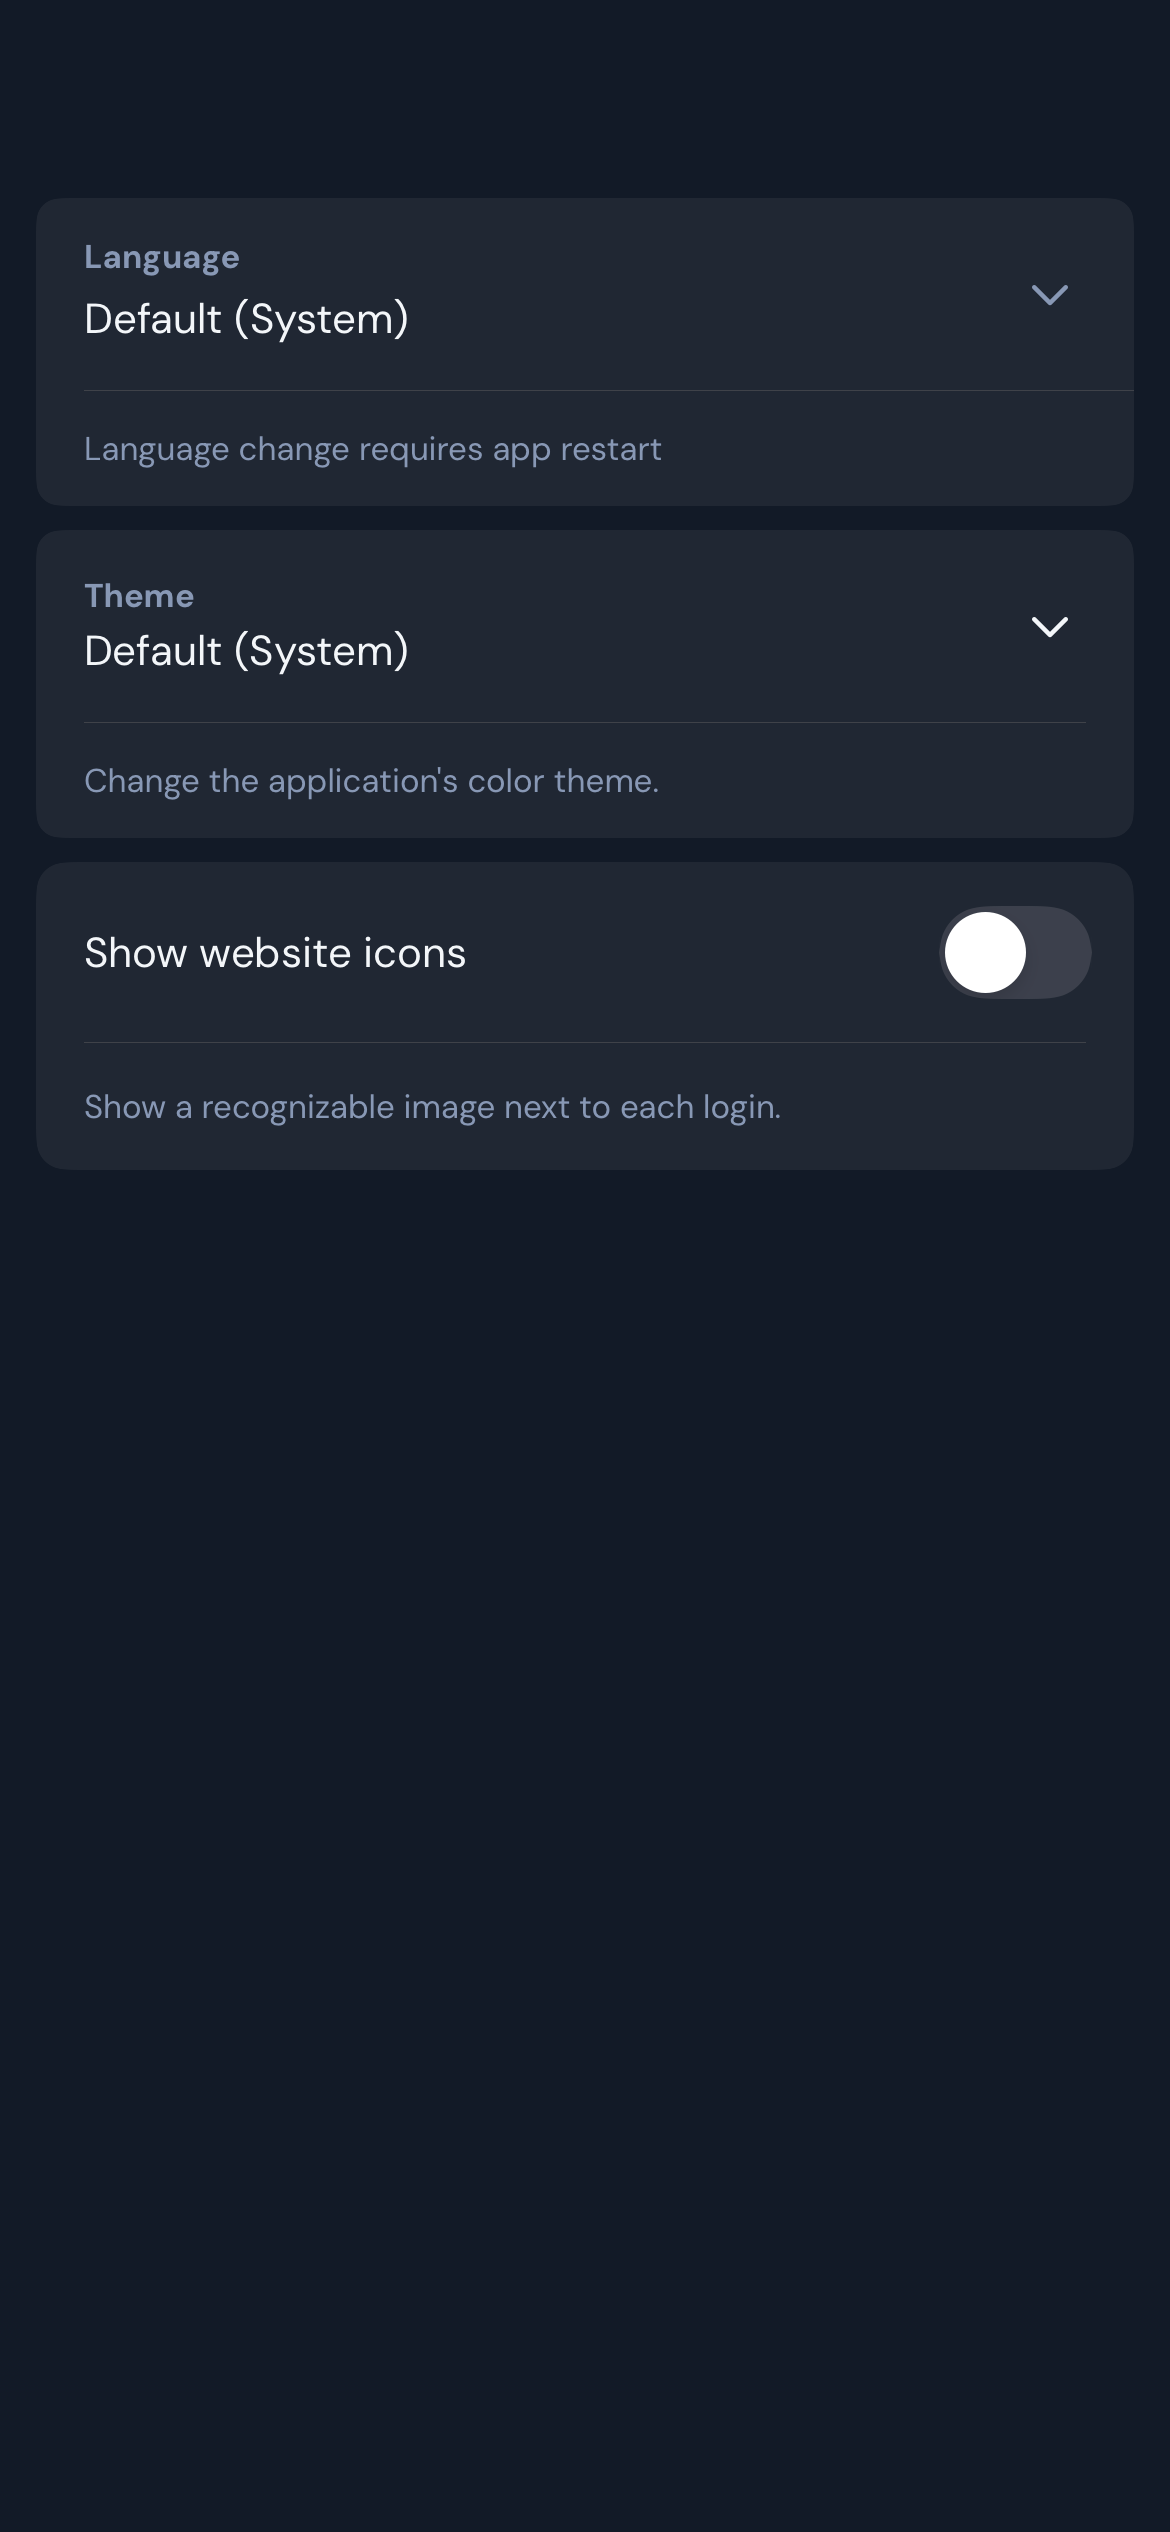 Language
Default (System)
Language change requires app restart
Theme
Default (System)
Change the application's color theme.
Show website icons
Show a recognizable image next to each login.